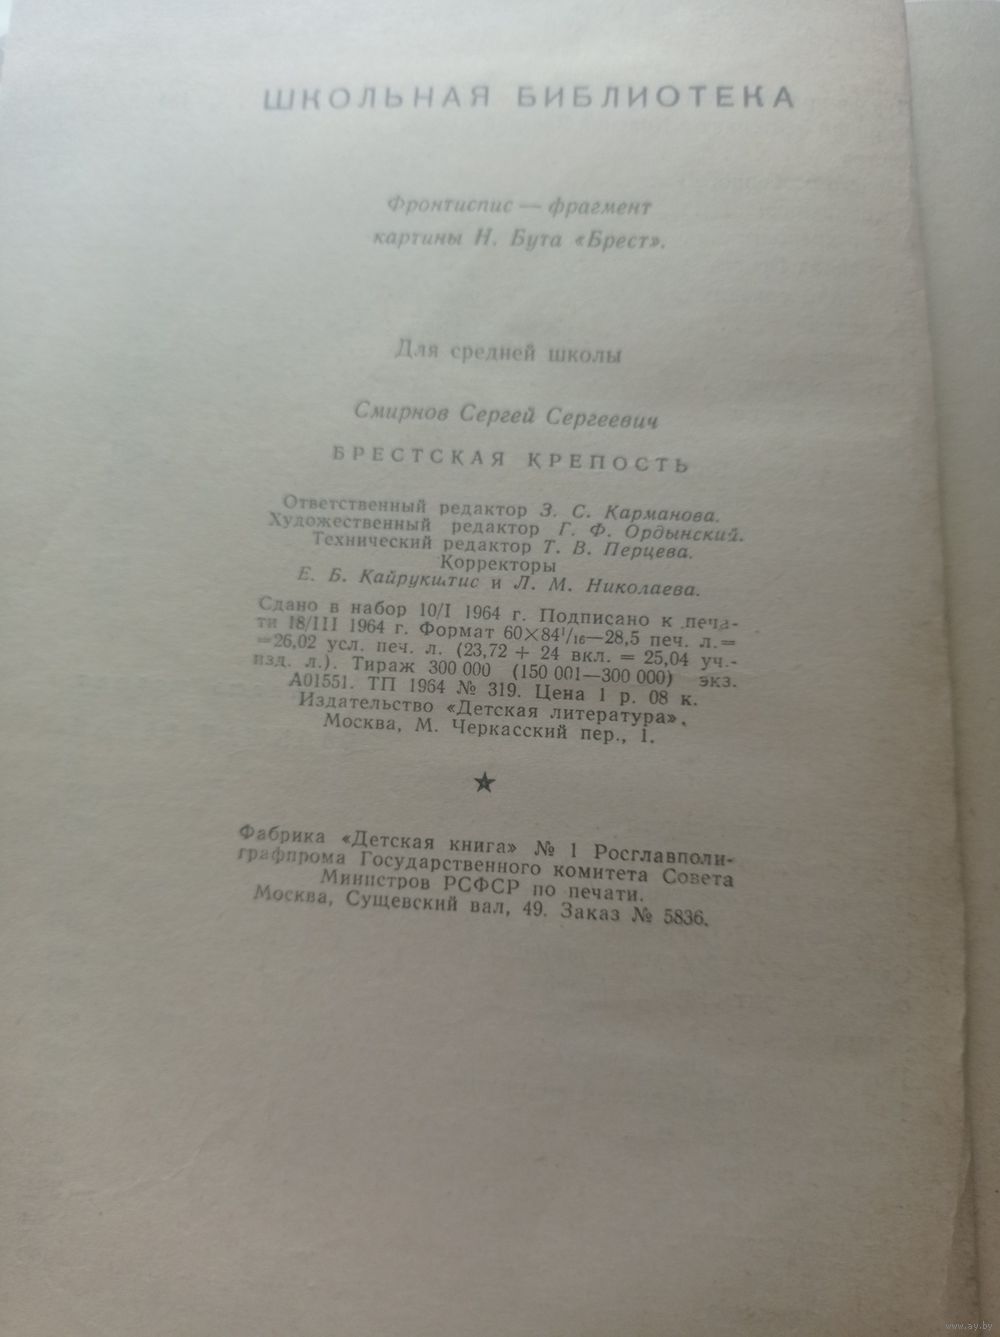 ШКОЛЬНАЯ БИБЛИОТЕКА
Фронтиспис — фрагмент
картины Н. Бута «Брест».
Для средней школы
Смирнов Сергей Сергеевич
БРЕСТСКАЯ КРЕПОСТЬ
Ответственный редактор З. С. Карманова.
Художественный редактор Г. Ф. Ордынский.
Технический редактор Т. В. Перцева.
Корректоры
Е. Б. Кайрукштис и Л. М. Николаева.
Сдано в набор 10/I 1964 г. Подписано к печа-
ти 18/III 1964 г. Формат 60×84¹/₁₆—28,5 печ. л.=
=26,02 усл. печ. л. (23,72 + 24 вкл. = 25,04 уч.-
изд. л.). Тираж 300 000 (150 001—300 000) экз.
А01551. ТП 1964 № 319. Цена 1 р. 08 к.
Издательство «Детская литература».
Москва, М. Черкасский пер., 1.
★
Фабрика «Детская книга» № 1 Росглавполи-
графпрома Государственного комитета Совета
Министров РСФСР по печати.
Москва, Сущевский вал, 49. Заказ № 5836.
www.ay.by